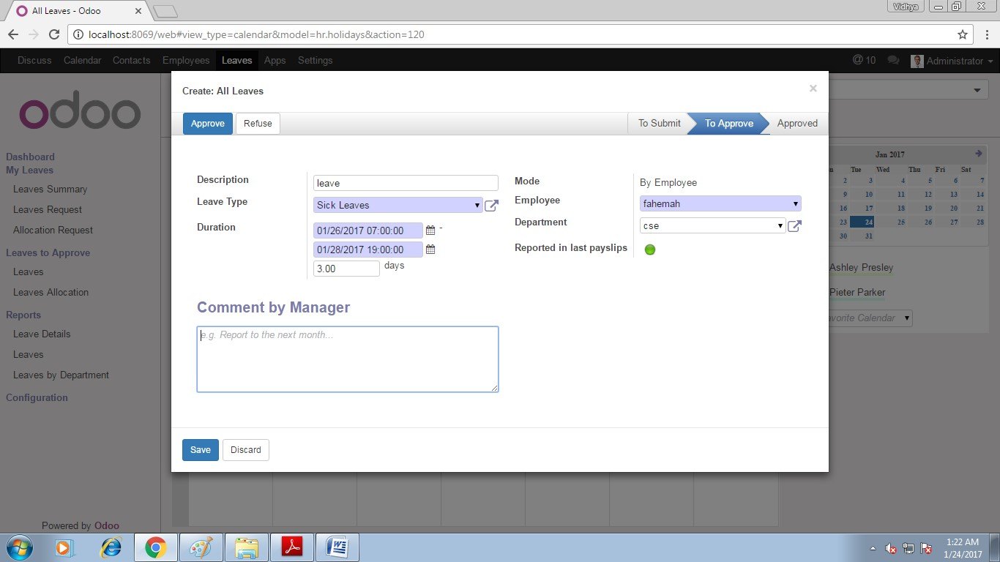 All Leaves - Odoo
Vidhya
localhost:8069/web#view_type=calendar&model=hr.holidays&action=120
Discuss Calendar Contacts Employees Leaves Apps Settings @ 10 Administrator
odoo
Create: All Leaves ×
Approve Refuse To Submit To Approve Approved
Dashboard
My Leaves
Leaves Summary
Leaves Request
Allocation Request
Leaves to Approve
Leaves
Leaves Allocation
Reports
Leave Details
Leaves
Leaves by Department
Configuration
Powered by Odoo
Description leave
Leave Type Sick Leaves
Duration 01/26/2017 07:00:00 -
01/28/2017 19:00:00
3.00 days
Mode By Employee
Employee fahemah
Department cse
Reported in last payslips
Comment by Manager
e.g. Report to the next month...
Save Discard
Jan 2017
Tue Wed Thu Fri Sat
2 3 4 5 6 7
9 10 11 12 13 14
16 17 18 19 20 21
23 24 25 26 27 28
30 31
Ashley Presley
Pieter Parker
avorite Calendar
1:22 AM
1/24/2017